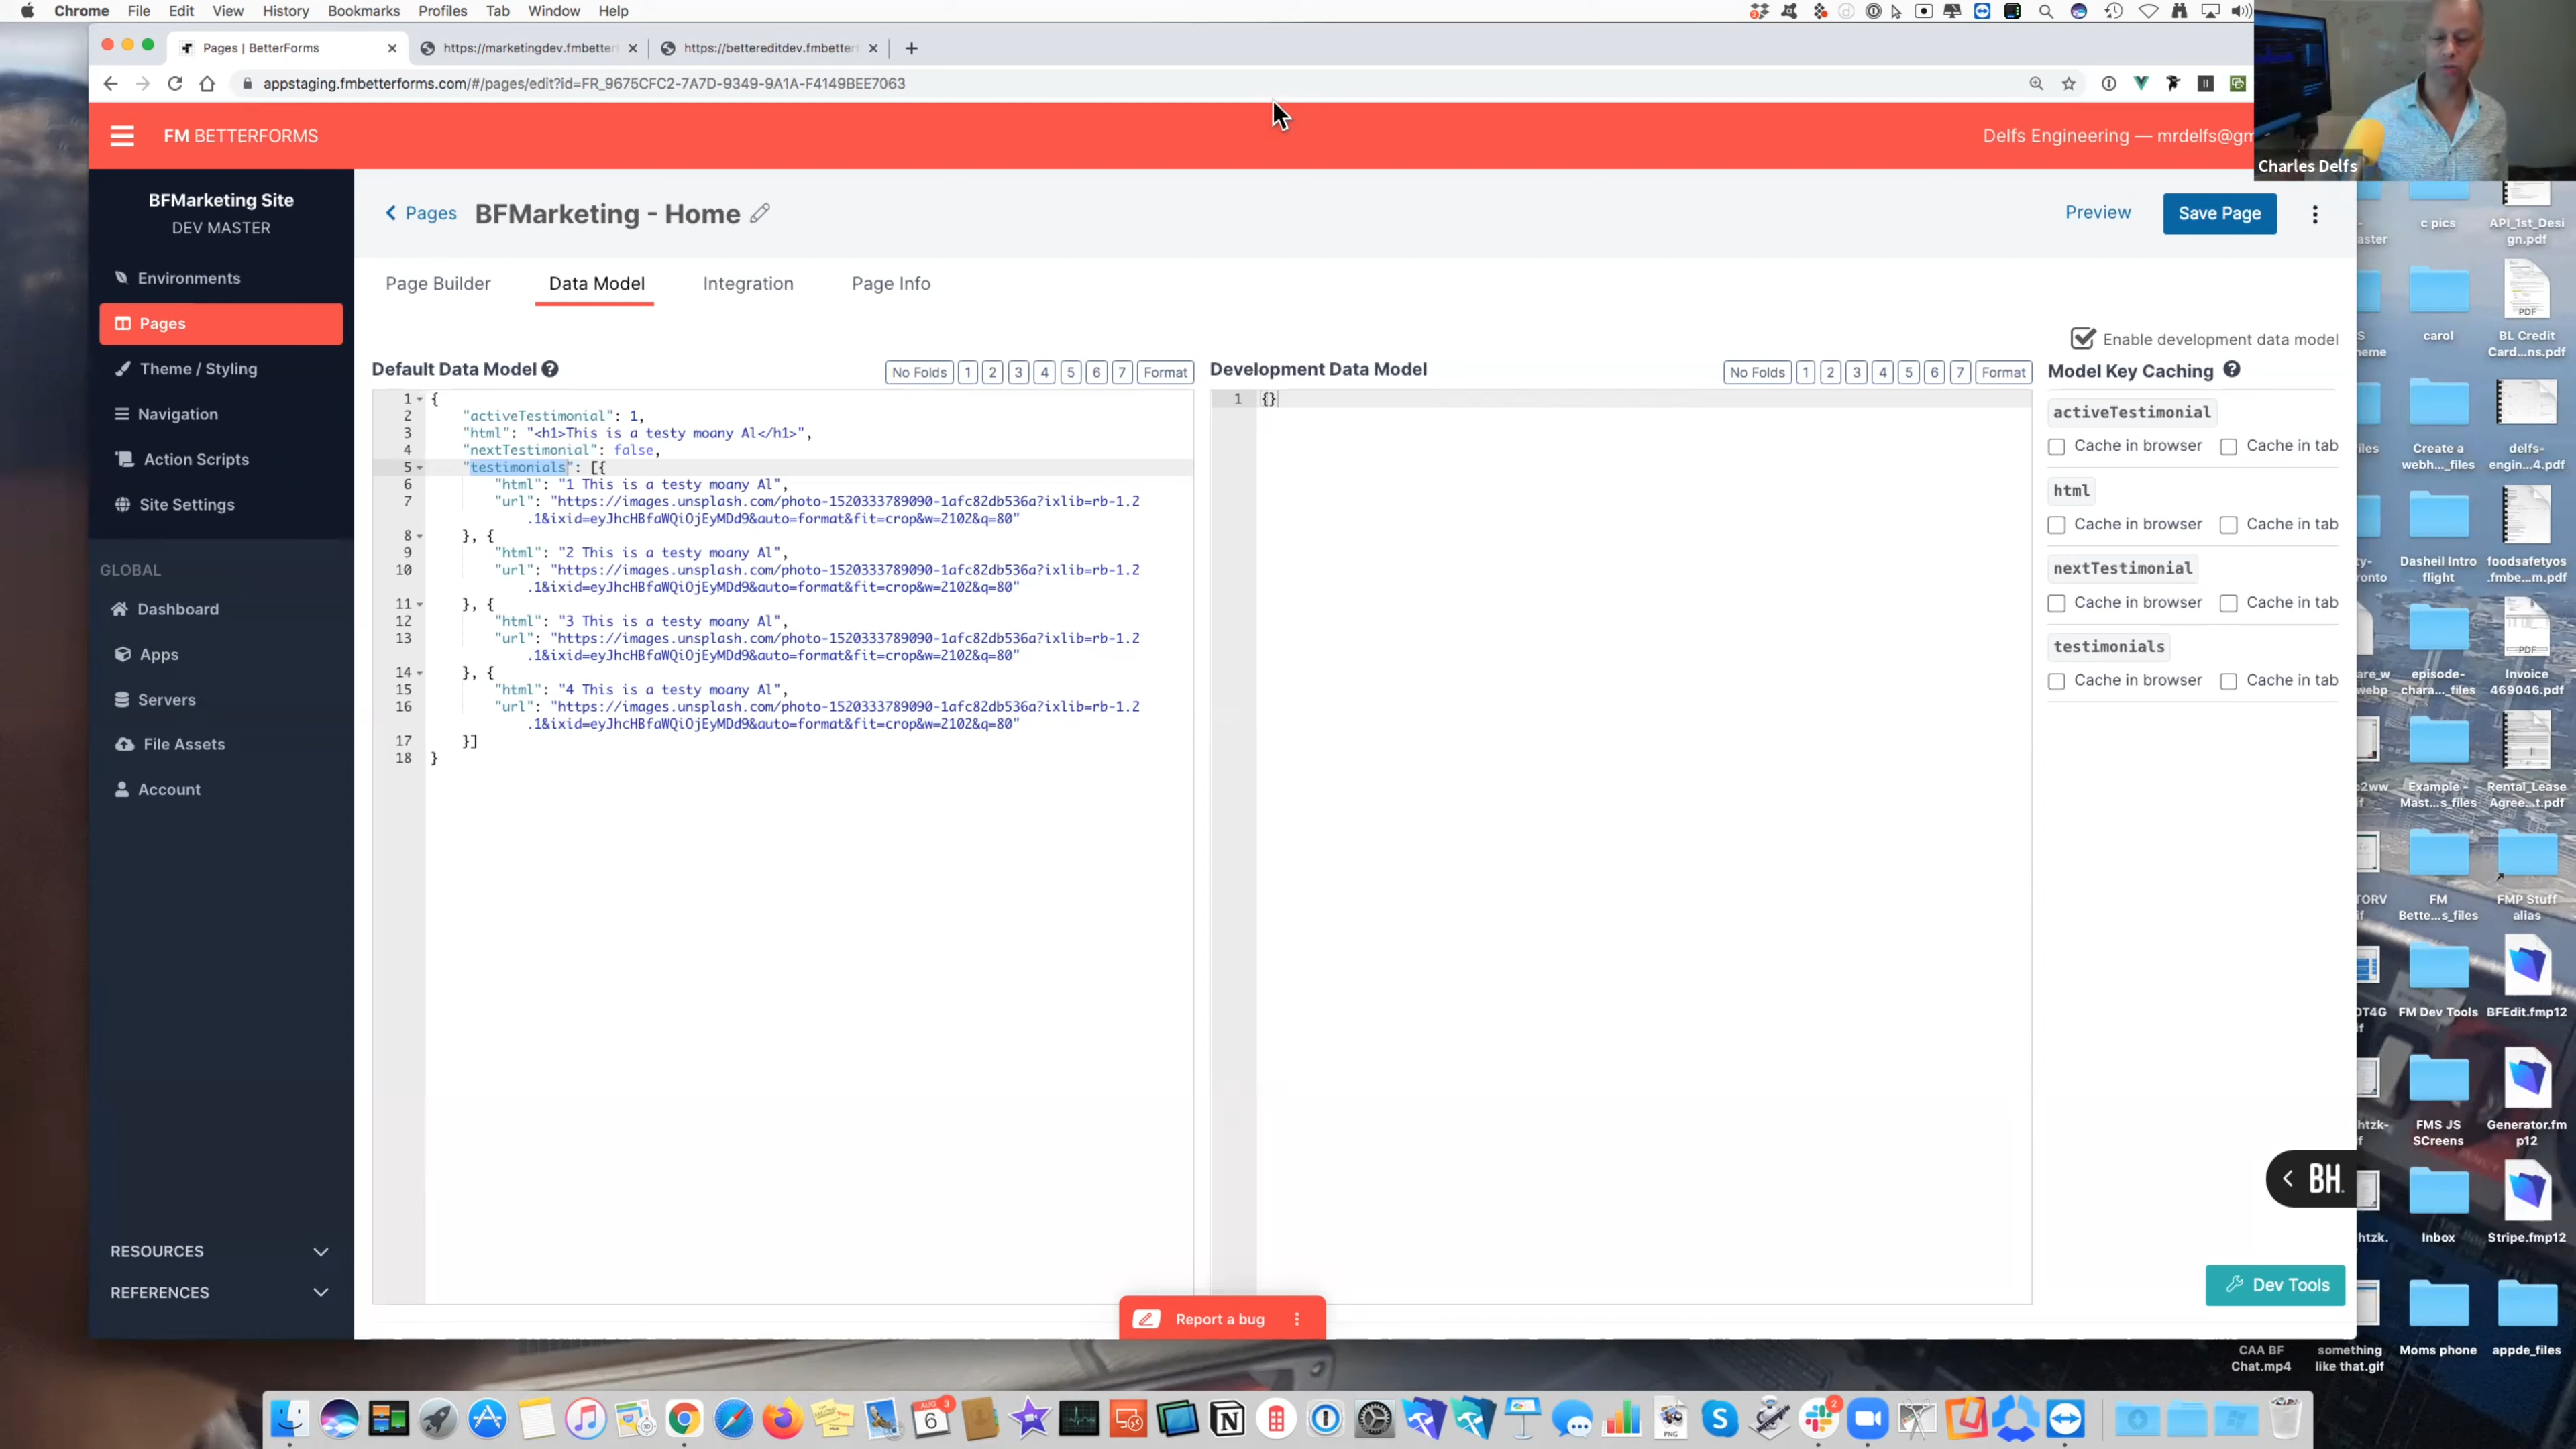 Chrome File Edit View History Bookmarks Profiles Tab Window Help
Pages | BetterForms
https://marketingdev.fmbetter
https://bettereditdev.fmbetter
appstaging.fmbetterforms.com/#/pages/edit?id=FR_9675CFC2-7A7D-9349-9A1A-F4149BEE7063
FM BETTERFORMS
Delfs Engineering — mrdelfs@gm
Charles Delfs
BFMarketing Site
DEV MASTER
Environments
Pages
Theme / Styling
Navigation
Action Scripts
Site Settings
GLOBAL
Dashboard
Apps
Servers
File Assets
Account
RESOURCES
REFERENCES
Pages
BFMarketing - Home
Preview
Save Page
Page Builder Data Model Integration Page Info
Enable development data model
Default Data Model
No Folds 1 2 3 4 5 6 7 Format
1 {
2 "activeTestimonial": 1,
3 "html": "<h1>This is a testy moany Al</h1>",
4 "nextTestimonial": false,
5 "testimonials": [{
6 "html": "1 This is a testy moany Al",
7 "url": "https://images.unsplash.com/photo-1520333789090-1afc82db536a?ixlib=rb-1.2
.1&ixid=eyJhcHBfaWQiOjEyMDd9&auto=format&fit=crop&w=2102&q=80"
8 }, {
9 "html": "2 This is a testy moany Al",
10 "url": "https://images.unsplash.com/photo-1520333789090-1afc82db536a?ixlib=rb-1.2
.1&ixid=eyJhcHBfaWQiOjEyMDd9&auto=format&fit=crop&w=2102&q=80"
11 }, {
12 "html": "3 This is a testy moany Al",
13 "url": "https://images.unsplash.com/photo-1520333789090-1afc82db536a?ixlib=rb-1.2
.1&ixid=eyJhcHBfaWQiOjEyMDd9&auto=format&fit=crop&w=2102&q=80"
14 }, {
15 "html": "4 This is a testy moany Al",
16 "url": "https://images.unsplash.com/photo-1520333789090-1afc82db536a?ixlib=rb-1.2
.1&ixid=eyJhcHBfaWQiOjEyMDd9&auto=format&fit=crop&w=2102&q=80"
17 }]
18 }
Development Data Model
No Folds 1 2 3 4 5 6 7 Format
1 {}
Model Key Caching
activeTestimonial
Cache in browser Cache in tab
html
Cache in browser Cache in tab
nextTestimonial
Cache in browser Cache in tab
testimonials
Cache in browser Cache in tab
BH.
Dev Tools
Report a bug
c pics
API_1st_Desi
gn.pdf
carol
BL Credit
Card...ns.pdf
Create a
webh..._files
delfs-
engin...4.pdf
Dasheil Intro
flight
foodsafetyos
.fmbe...m.pdf
episode-
chara..._files
Invoice
469046.pdf
Example -
Mast...s_files
Rental_Lease
Agree...t.pdf
FM
Bette...s_files
FMP Stuff
alias
FM Dev Tools
BFEdit.fmp12
FMS JS
SCreens
Generator.fm
p12
Inbox
Stripe.fmp12
CAA BF
Chat.mp4
something
like that.gif
Moms phone
appde_files
AUG
6
3
2
PNG